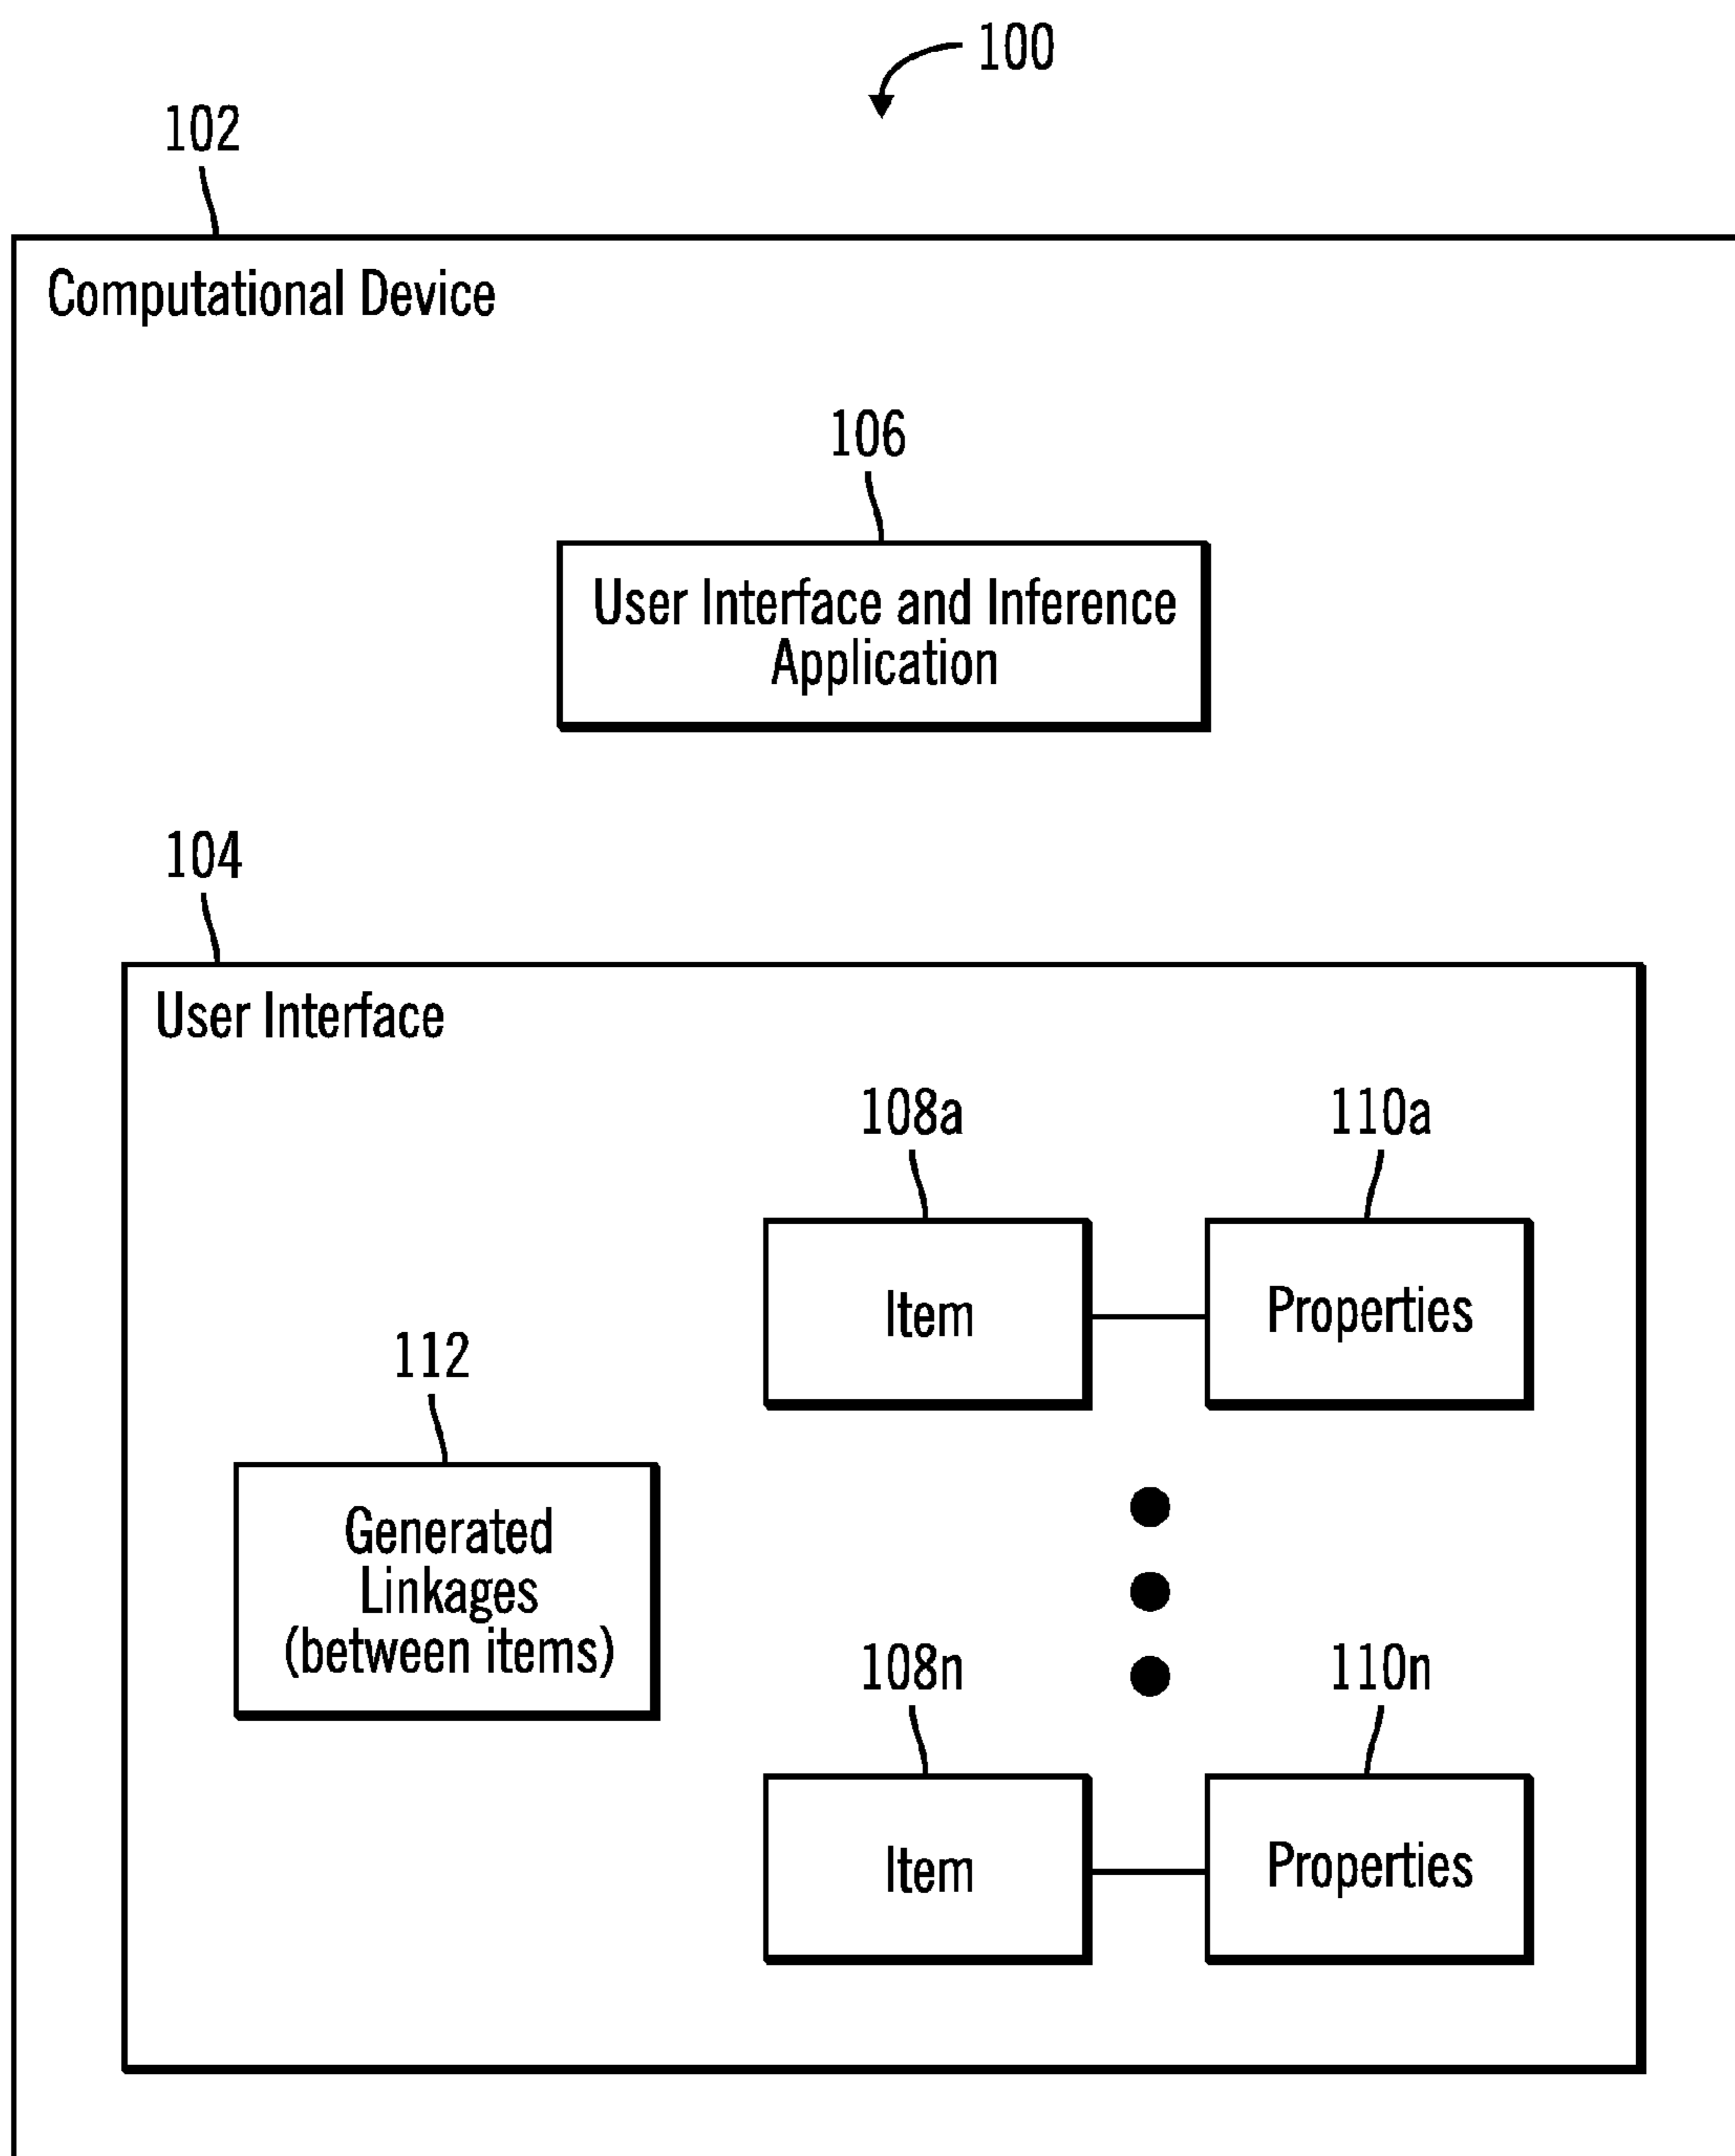 100
102
Computational Device
106
User Interface and Inference
Application
104
User Interface
108a
110a
Item
Properties
112
Generated
Linkages
(between items)
108n
110n
Item
Properties